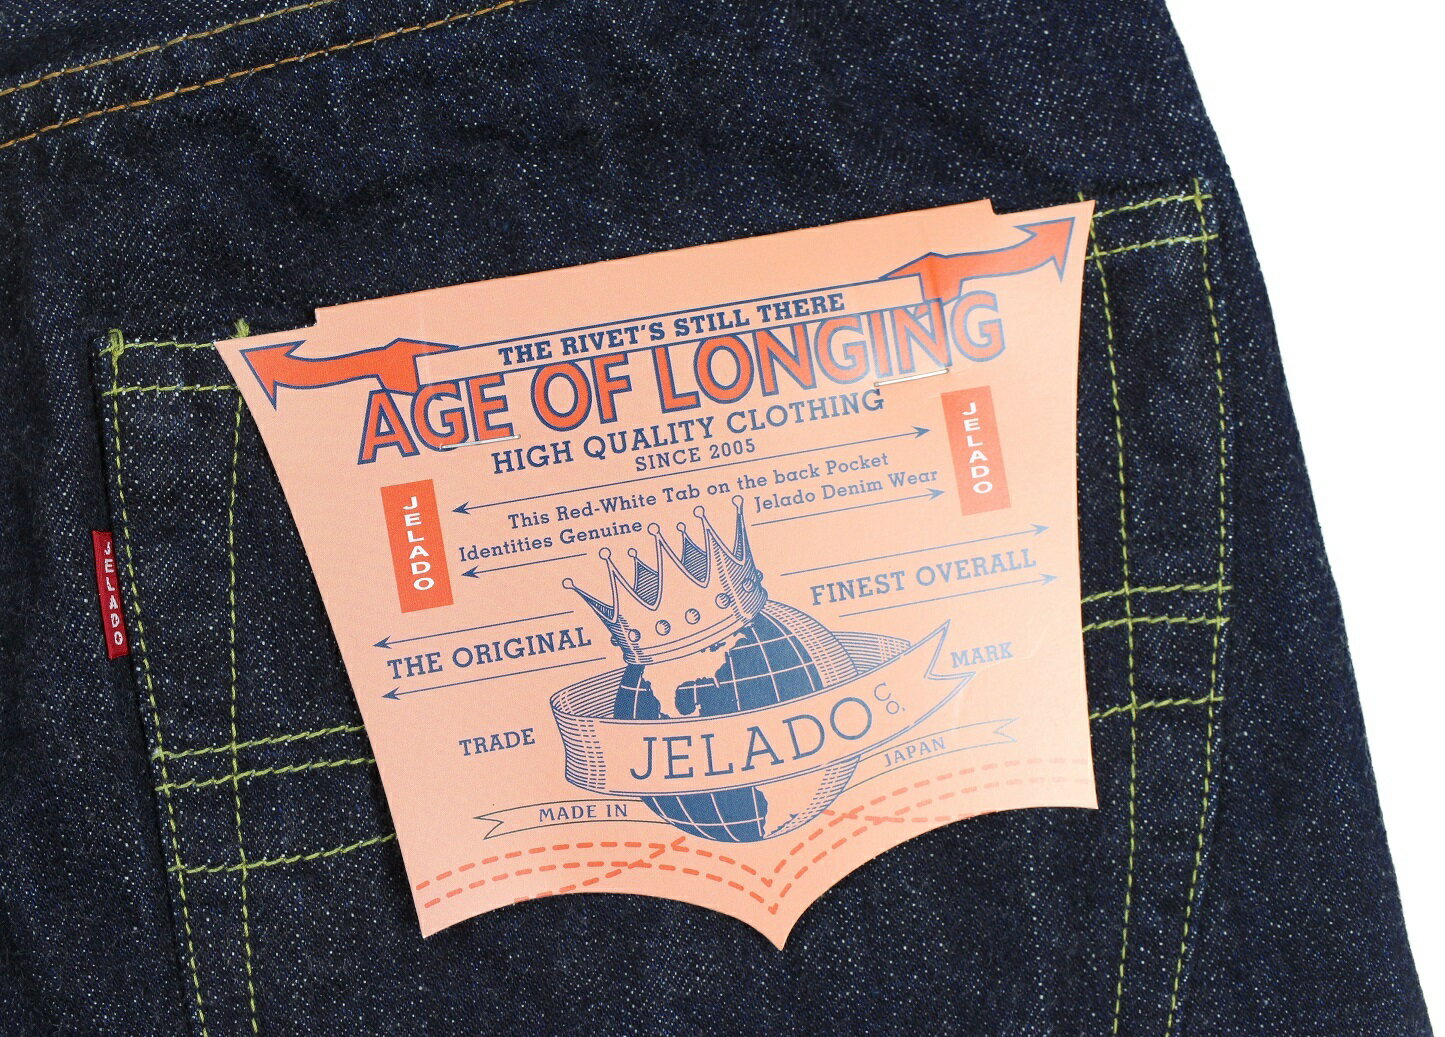 THE RIVET'S STILL THERE
AGE OF LONGING
HIGH QUALITY CLOTHING
SINCE 2005
This Red-White Tab on the back Pocket
Identities Genuine Jelado Denim Wear
JELADO
JELADO
JELADO
THE ORIGINAL
FINEST OVERALL
TRADE MARK
JELADO CO.
MADE IN JAPAN